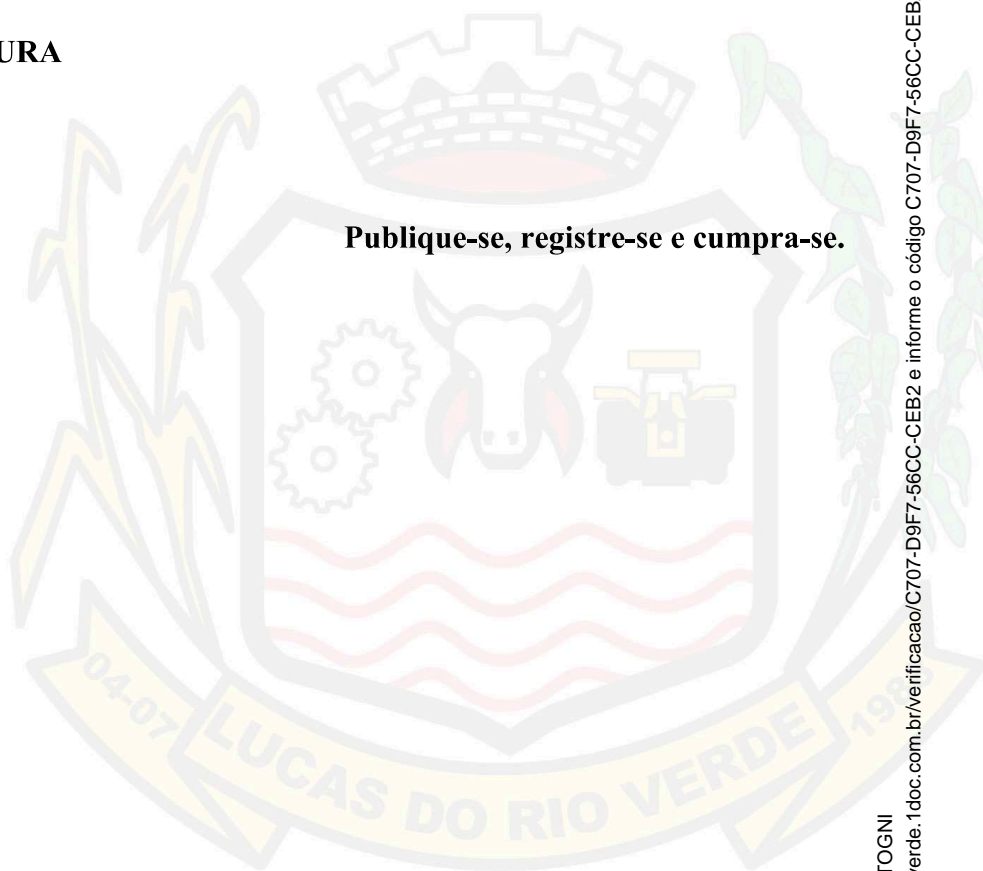 URA
Publique-se, registre-se e cumpra-se.
04-07 LUCAS DO RIO VERDE 1988
TOGNI
verde.1doc.com.br/verificacao/C707-D9F7-56CC-CEB2 e informe o código C707-D9F7-56CC-CEB